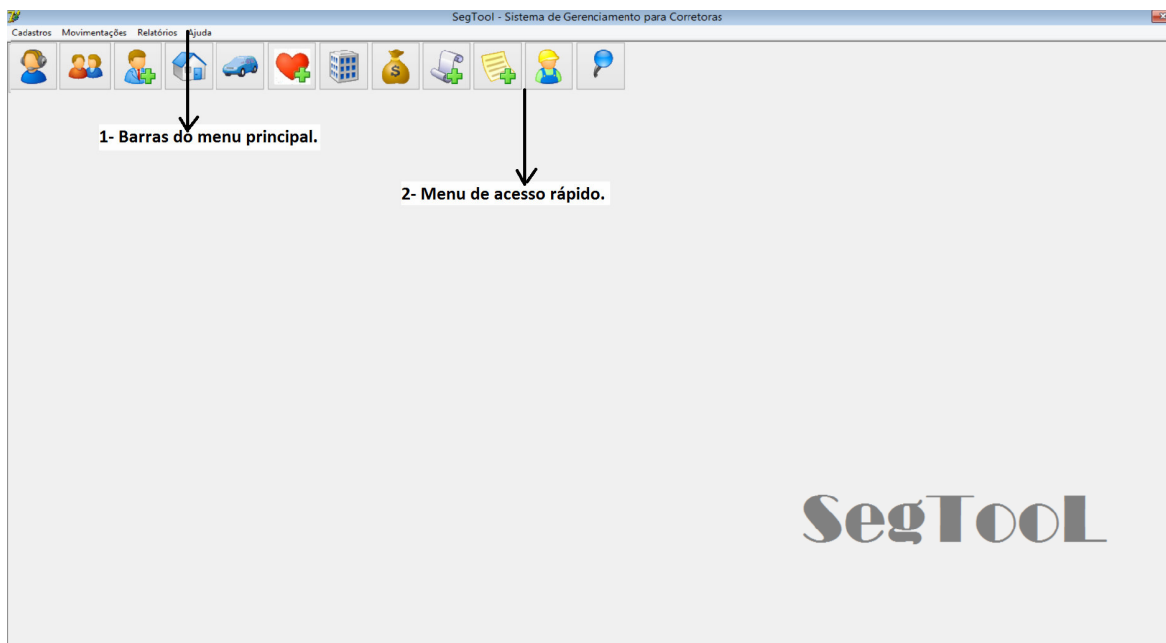 SegTool - Sistema de Gerenciamento para Corretoras
Cadastros Movimentações Relatórios Ajuda
$
1- Barras do menu principal.
2- Menu de acesso rápido.
SegTooL